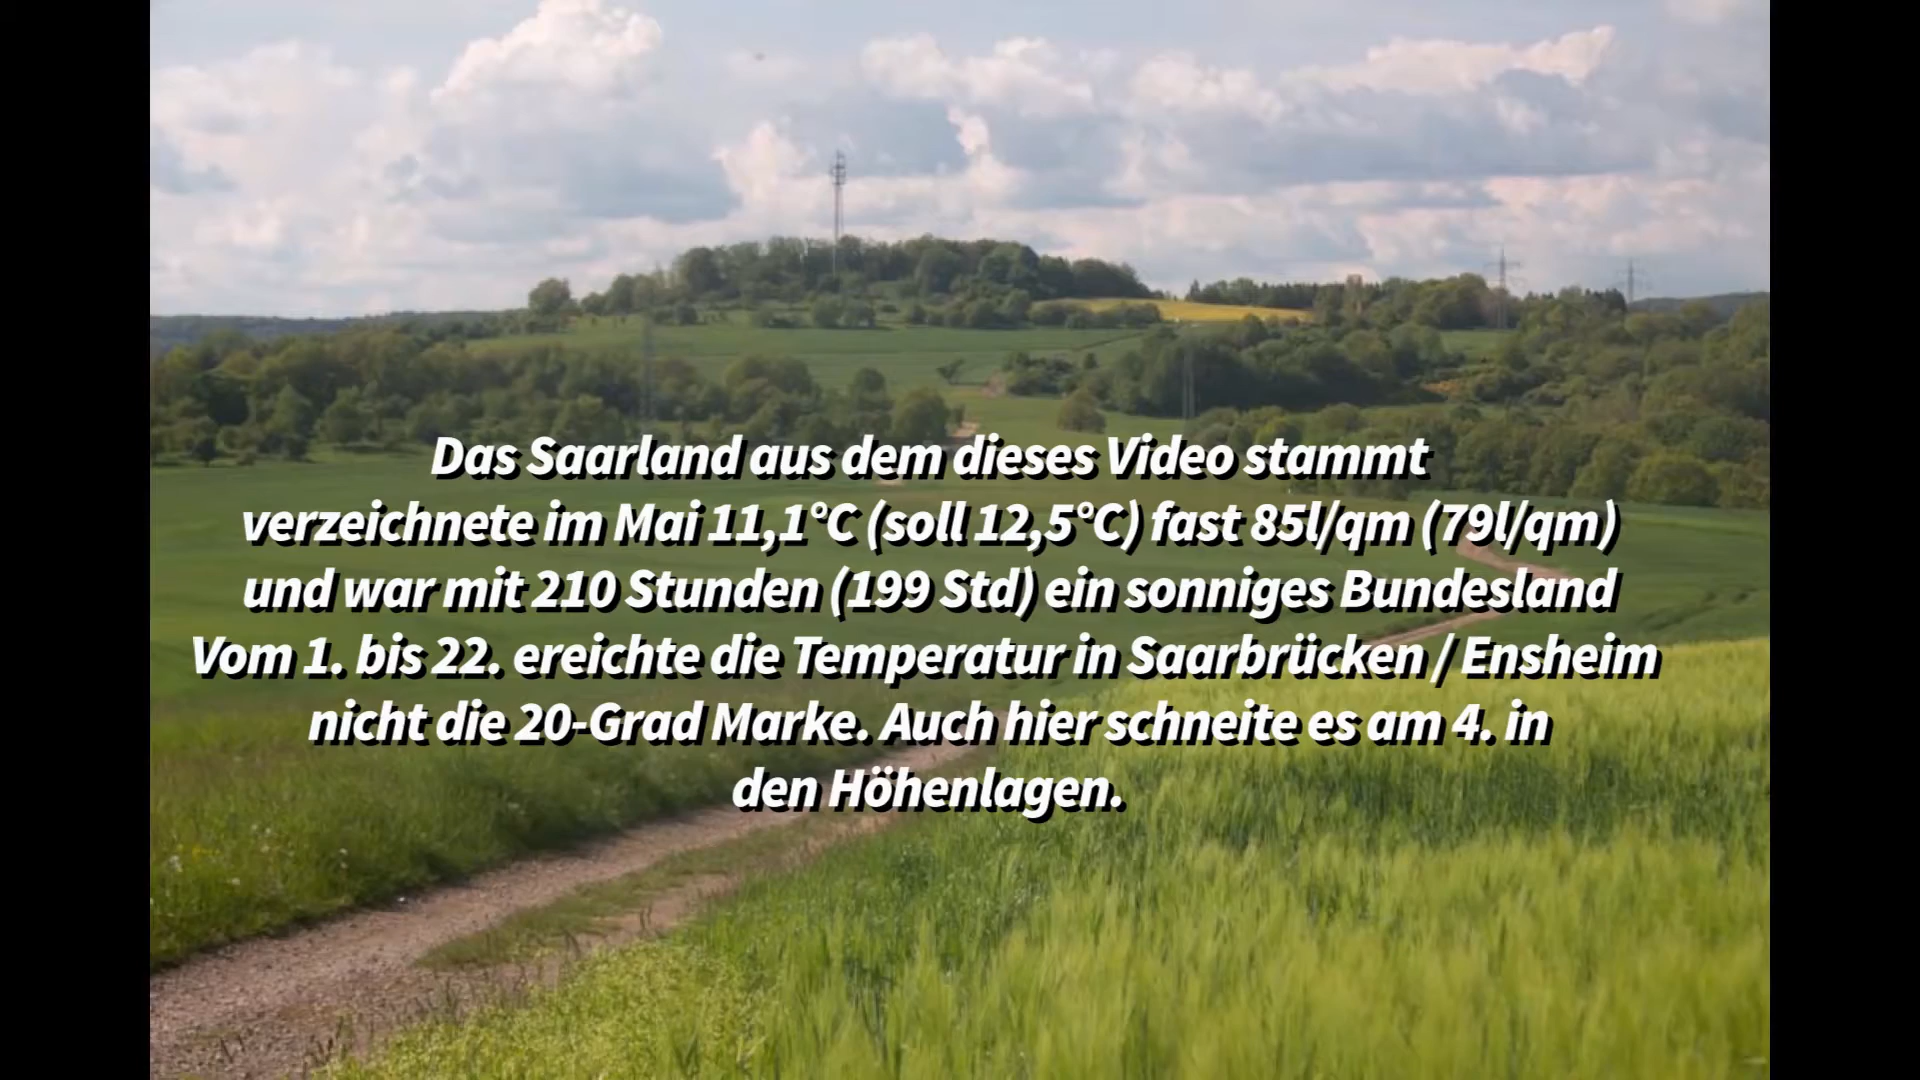 Das Saarland aus dem dieses Video stammt
verzeichnete im Mai 11,1°C (soll 12,5°C) fast 85l/qm (79l/qm)
und war mit 210 Stunden (199 Std) ein sonniges Bundesland
Vom 1. bis 22. ereichte die Temperatur in Saarbrücken / Ensheim
nicht die 20-Grad Marke. Auch hier schneite es am 4. in
den Höhenlagen.